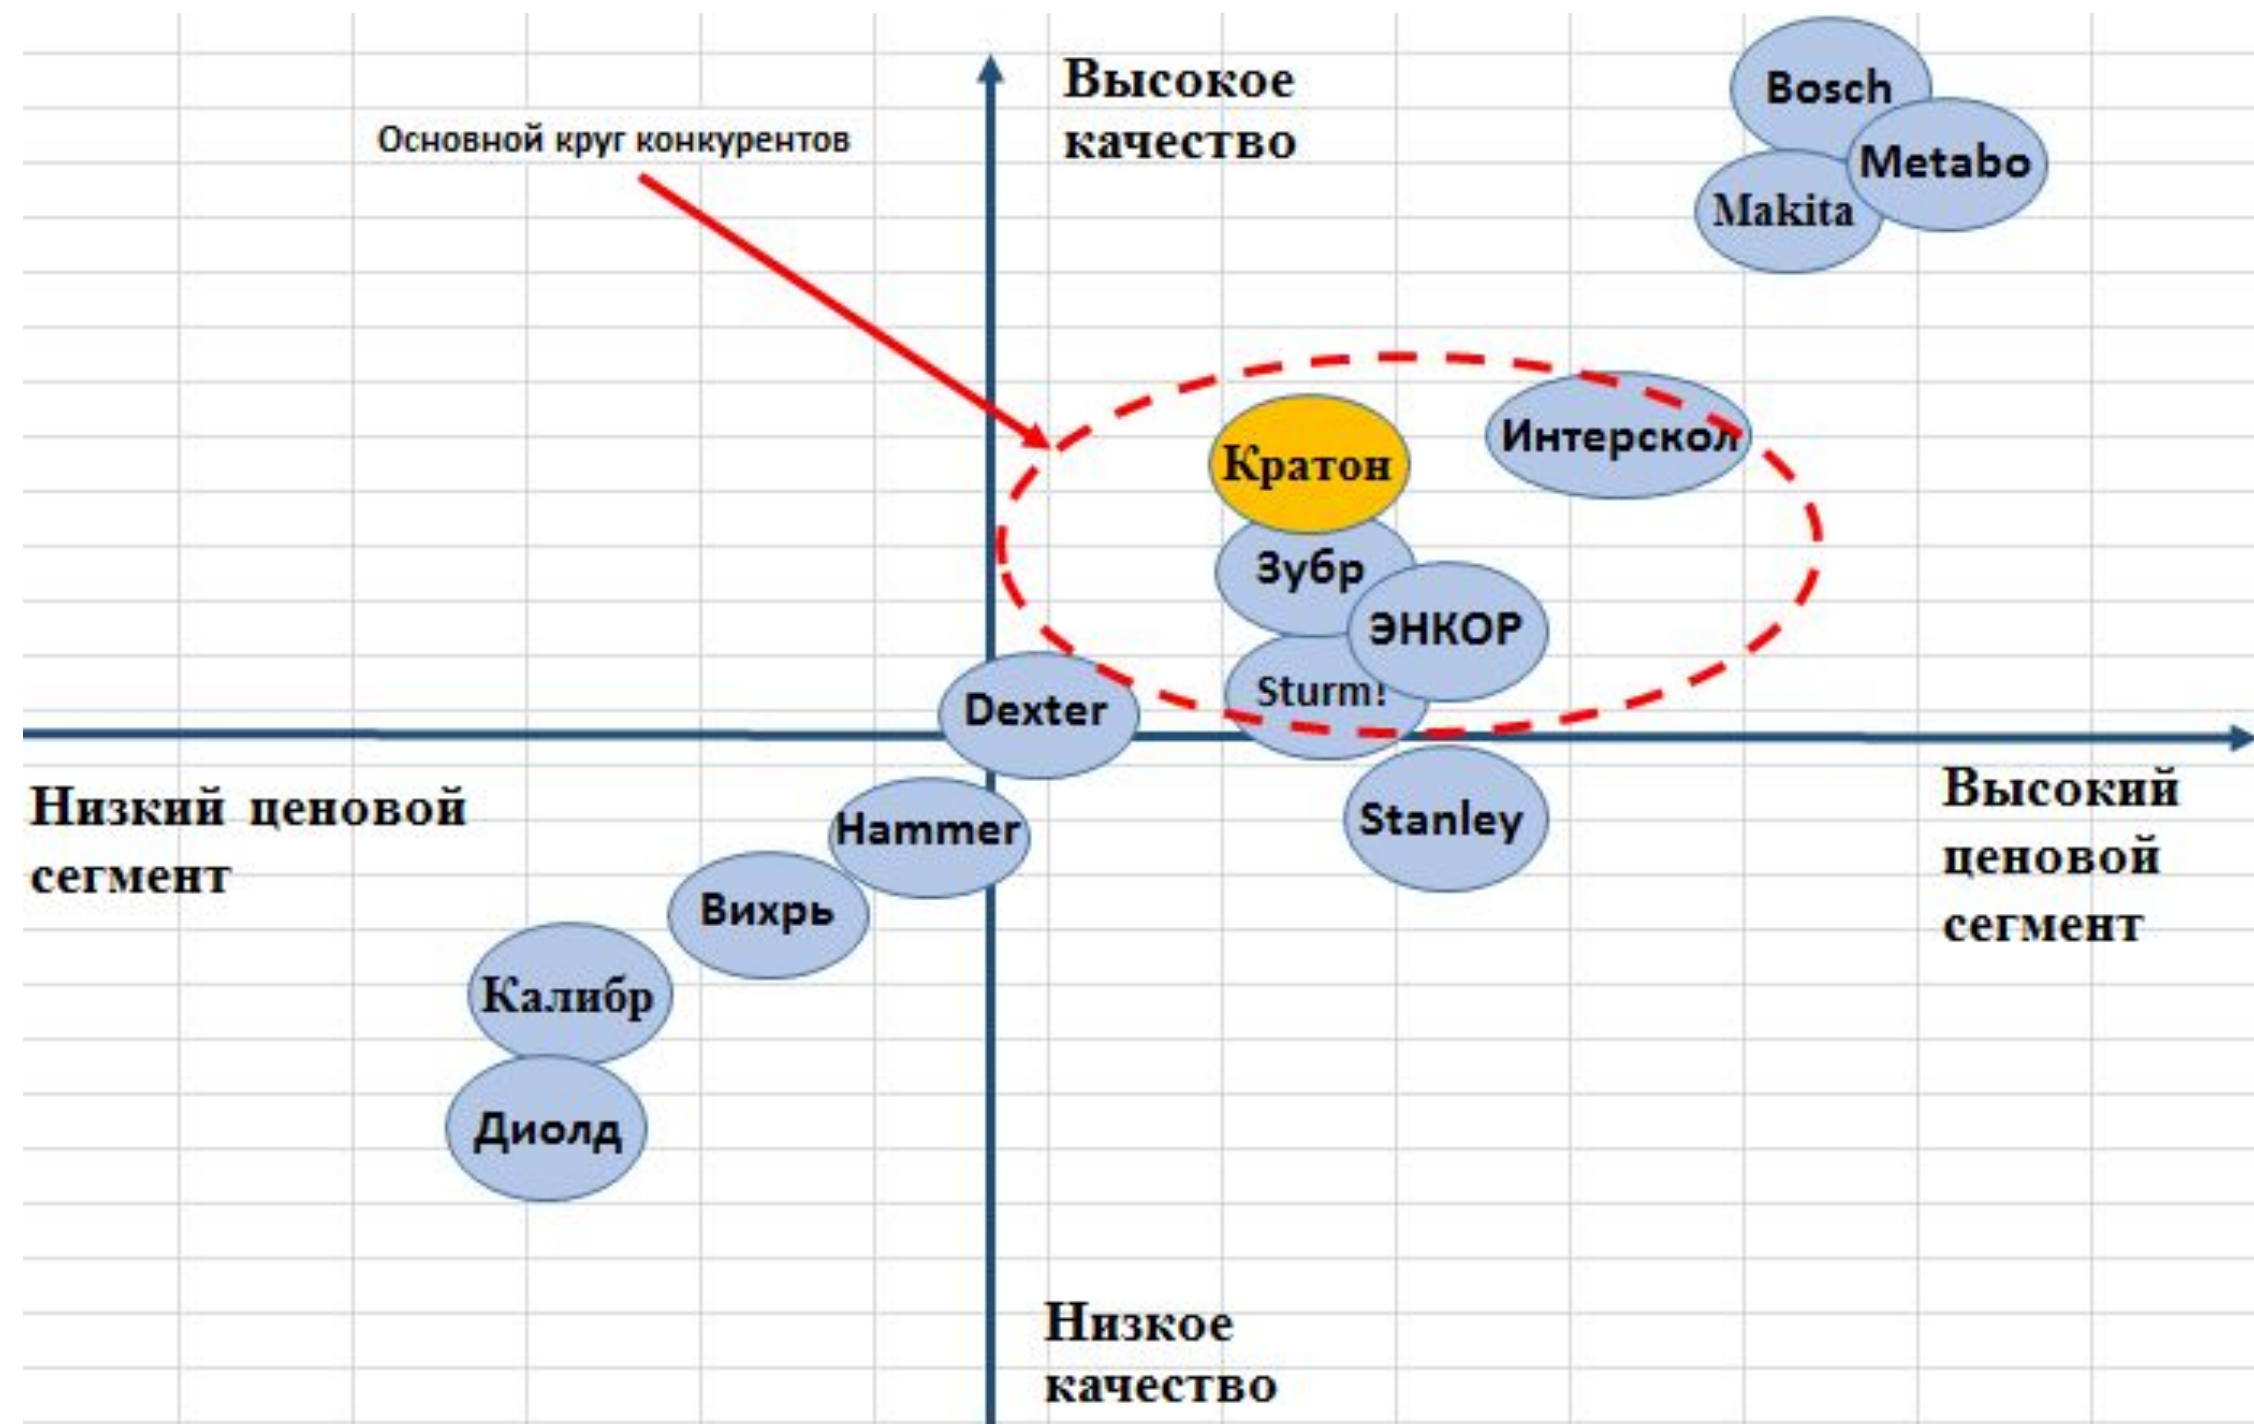 Высокое
качество
Bosch
Основной круг конкурентов
Metabo
Makita
Интерскол
Кратон
Зубр
ЭНКОР
Sturm!
Dexter
Низкий ценовой
сегмент
Высокий
ценовой
сегмент
Hammer
Stanley
Вихрь
Калибр
Диолд
Низкое
качество